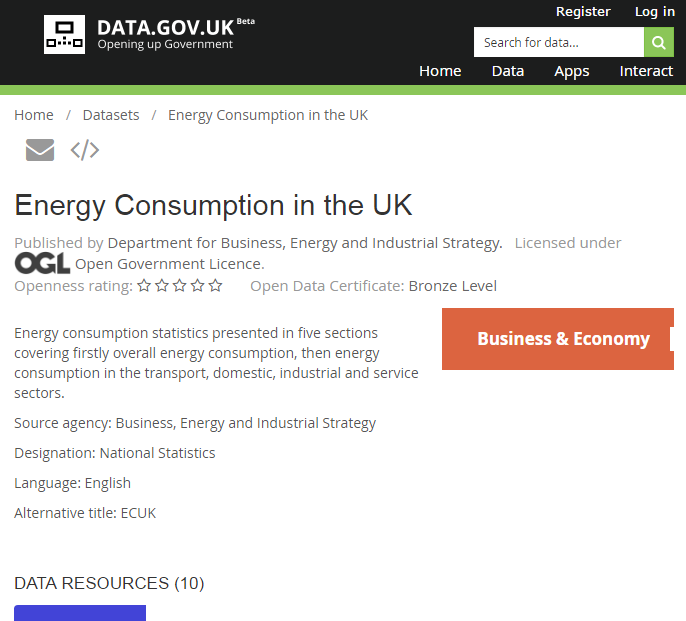 Register Log in
DATA.GOV.UK Beta
Opening up Government
Search for data...
Home Data Apps Interact
Home / Datasets / Energy Consumption in the UK
</>
Energy Consumption in the UK
Published by Department for Business, Energy and Industrial Strategy. Licensed under
OGL Open Government Licence.
Openness rating: ☆☆☆☆☆ Open Data Certificate: Bronze Level
Business & Economy
Energy consumption statistics presented in five sections
covering firstly overall energy consumption, then energy
consumption in the transport, domestic, industrial and service
sectors.
Source agency: Business, Energy and Industrial Strategy
Designation: National Statistics
Language: English
Alternative title: ECUK
DATA RESOURCES (10)